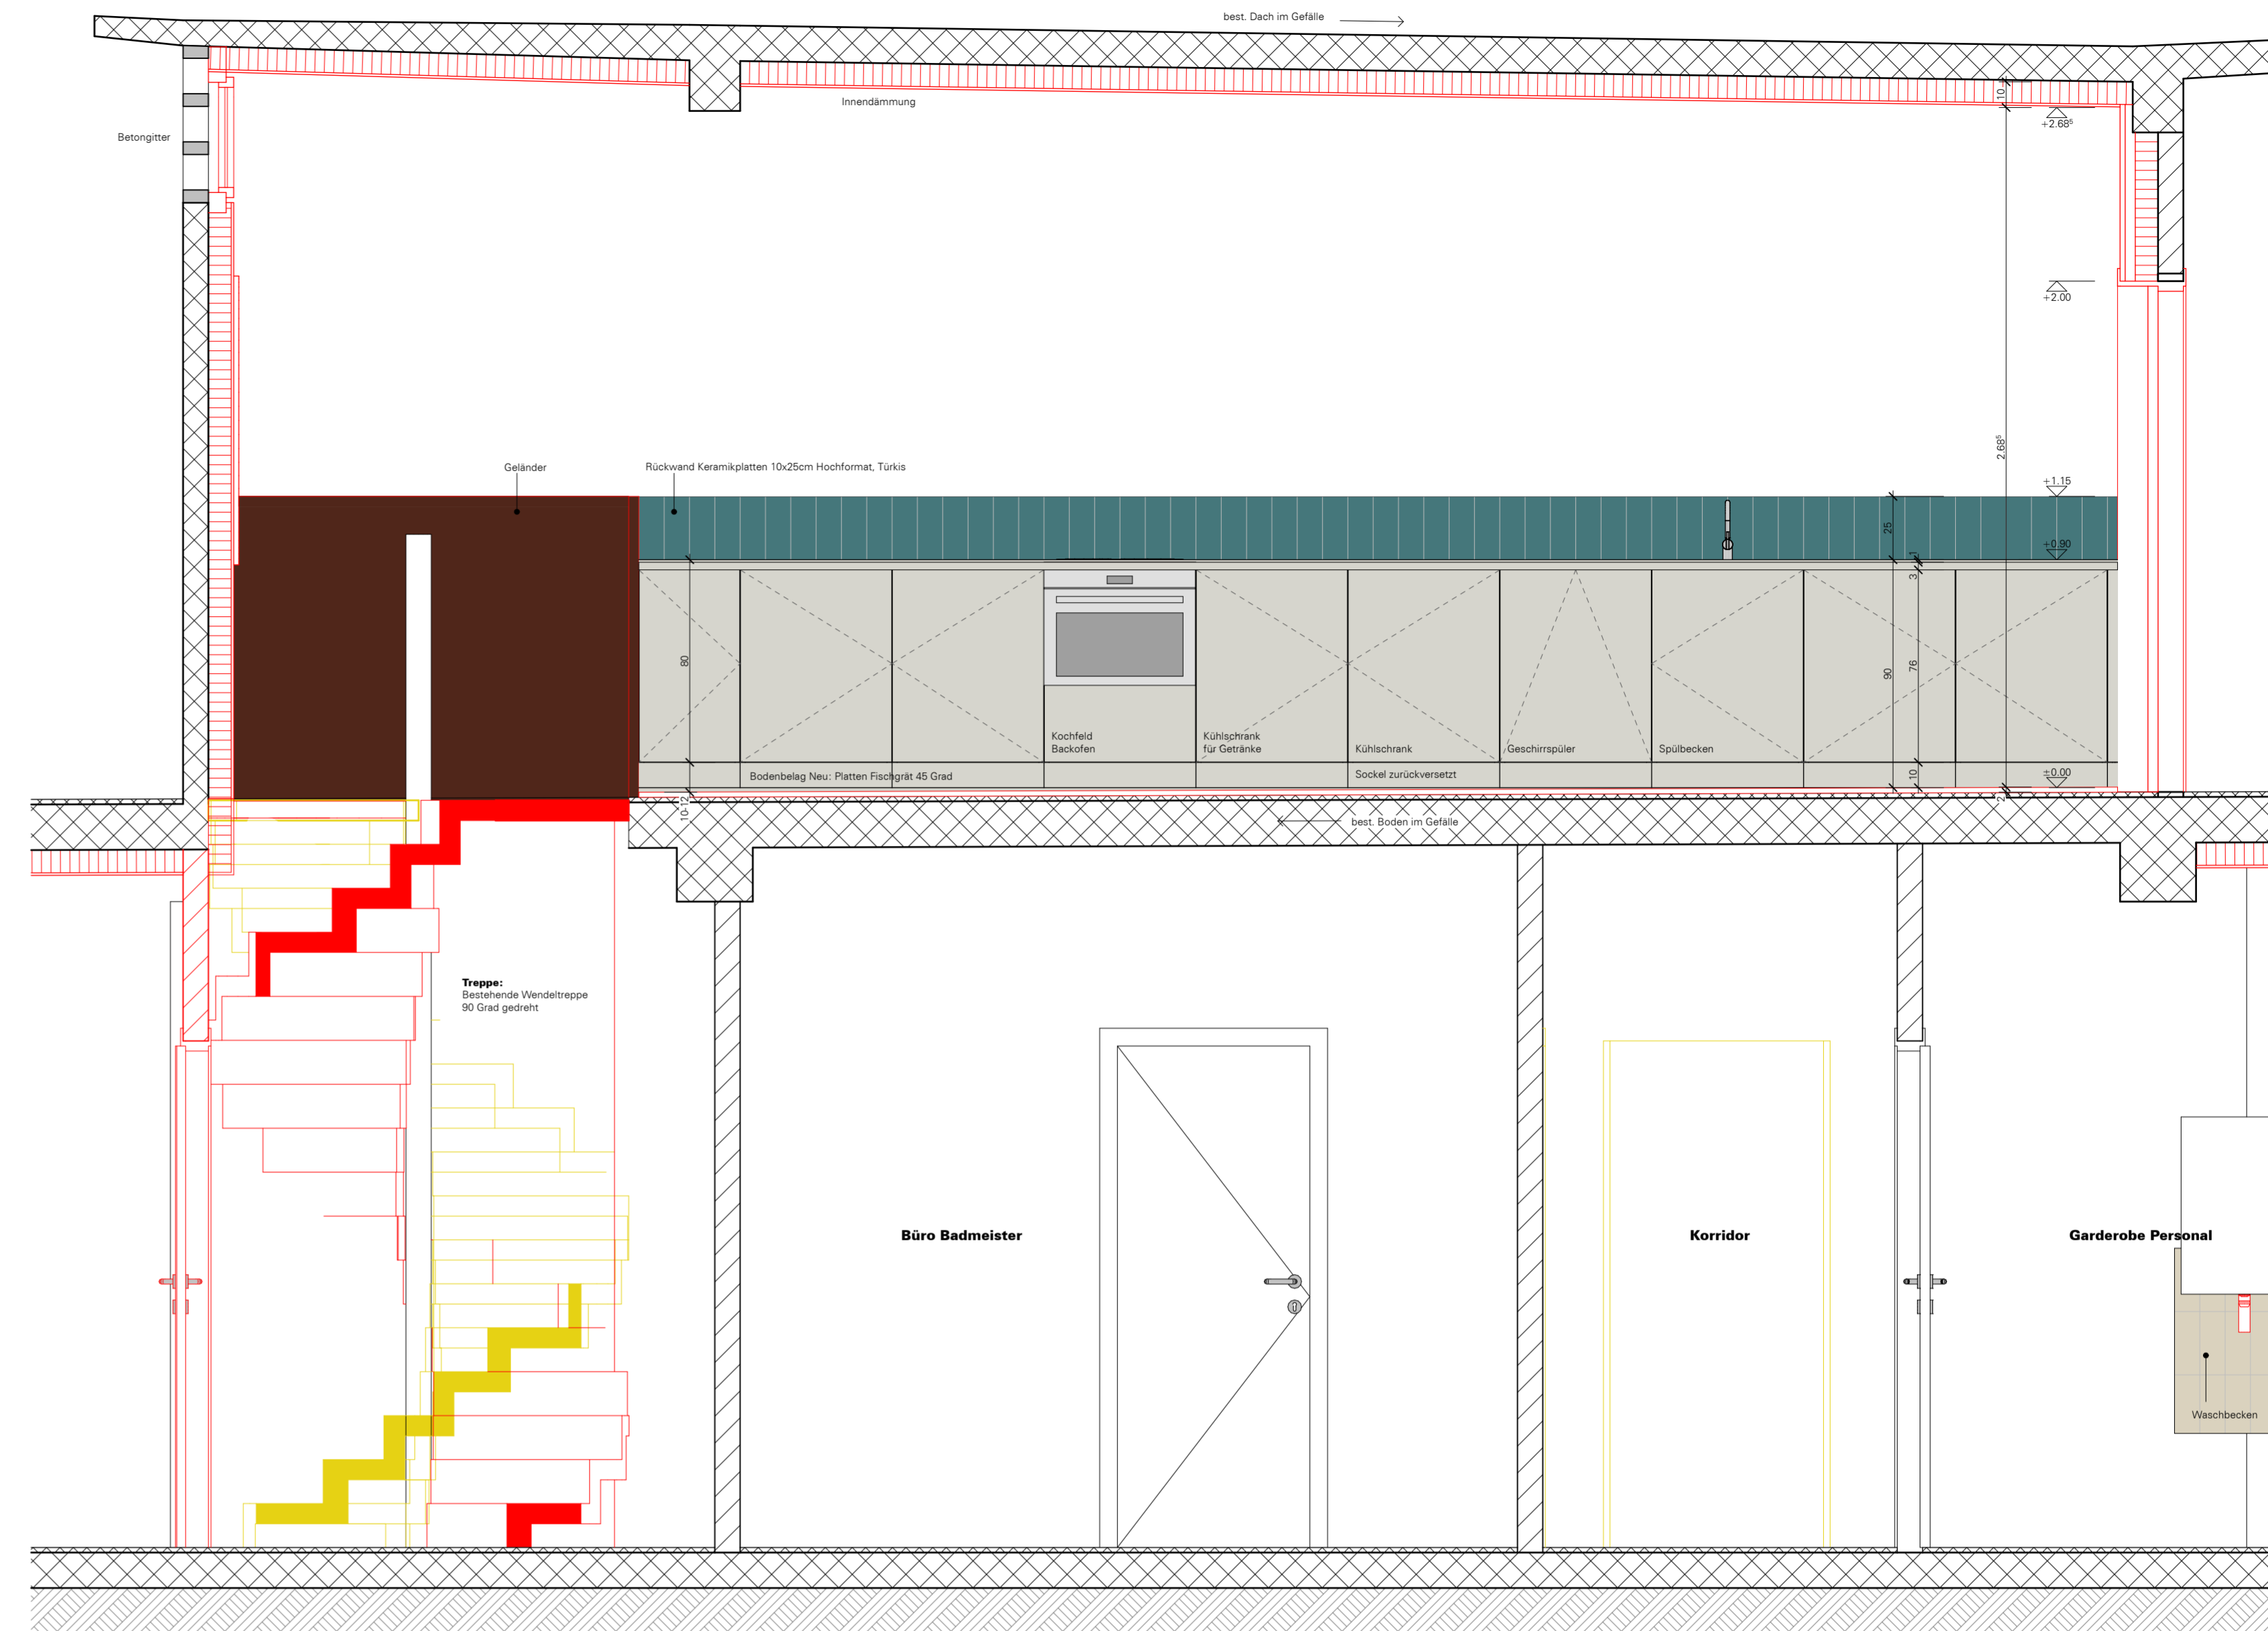 best. Dach im Gefälle
10
Innendämmung
+2.68⁵
Betongitter
+2.00
2.68⁵
Geländer
Rückwand Keramikplatten 10x25cm Hochformat, Türkis
+1.15
25
+0.90
1
3
80
90
76
Kochfeld
Backofen
Kühlschrank
für Getränke
Kühlschrank
Geschirrspüler
Spülbecken
Bodenbelag Neu: Platten Fischgrät 45 Grad
Sockel zurückversetzt
10
±0.00
2
10-12
best. Boden im Gefälle
Treppe:
Bestehende Wendeltreppe
90 Grad gedreht
Büro Badmeister
Korridor
Garderobe Personal
Waschbecken